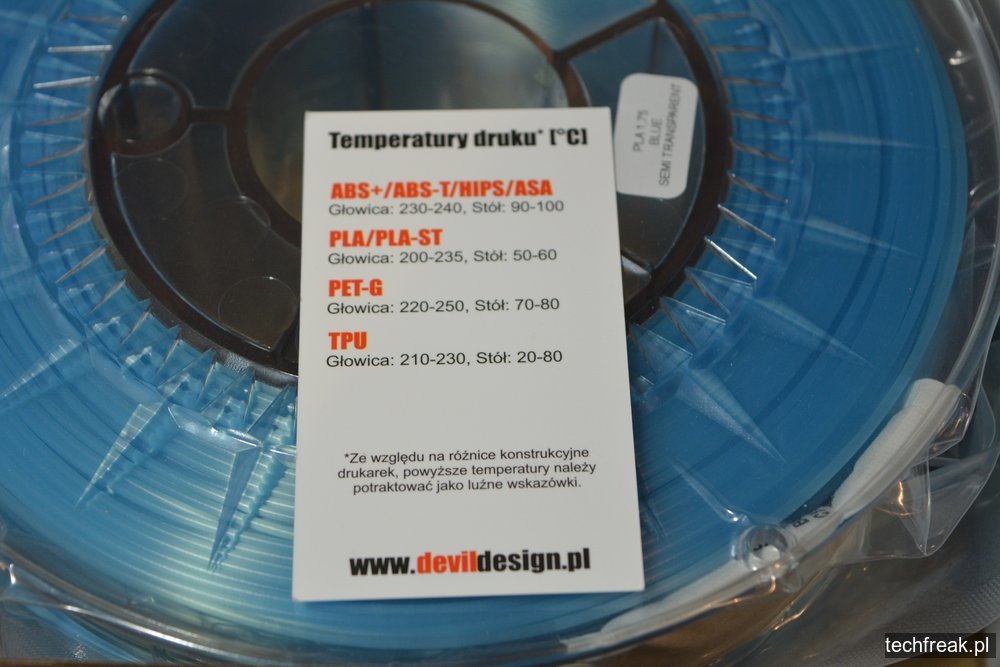 Temperatury druku* [°C]
ABS+/ABS-T/HIPS/ASA
Głowica: 230-240, Stół: 90-100
PLA/PLA-ST
Głowica: 200-235, Stół: 50-60
PET-G
Głowica: 220-250, Stół: 70-80
TPU
Głowica: 210-230, Stół: 20-80
*Ze względu na różnice konstrukcyjne
drukarek, powyższe temperatury należy
potraktować jako luźne wskazówki.
www.devildesign.pl
PLA 1,75
BLUE
SEMI TRANSPARENT
techfreak.pl